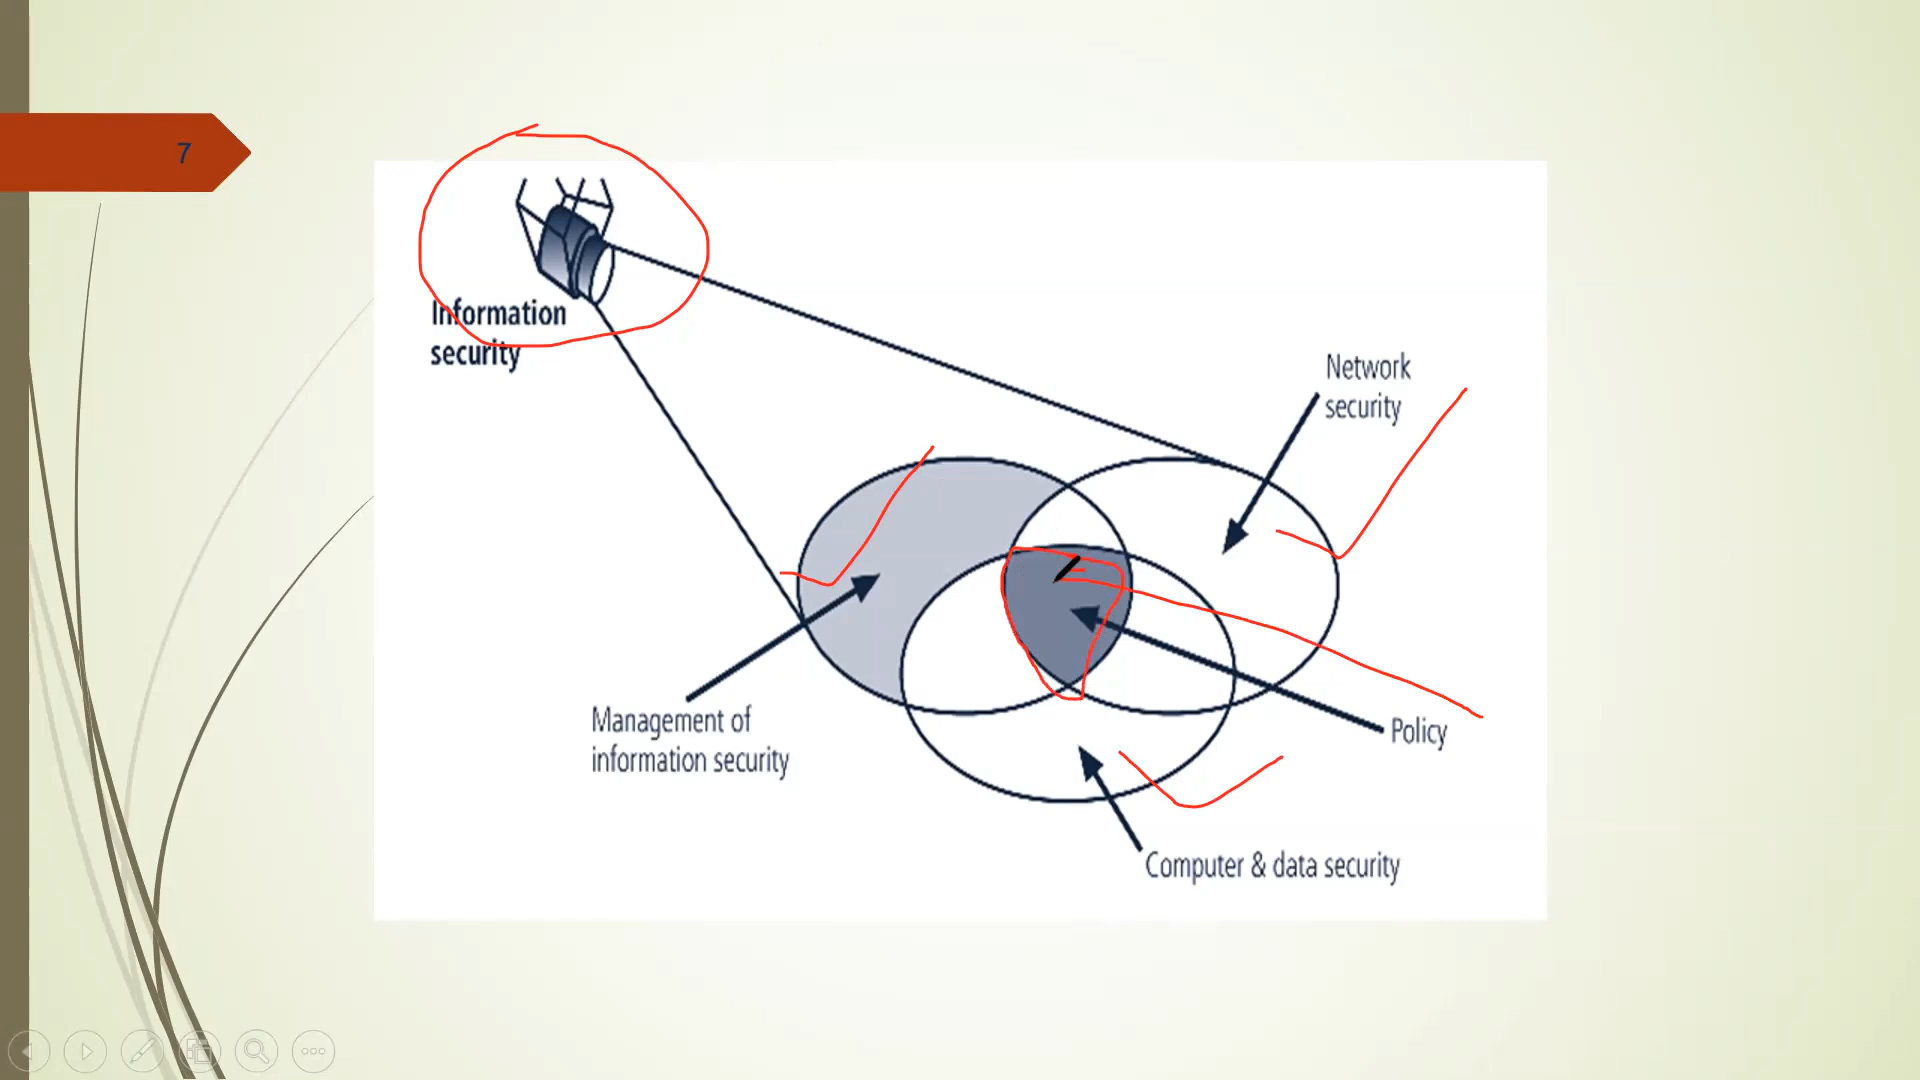 7
Information
security
Network
security
Management of
information security
Policy
Computer & data security